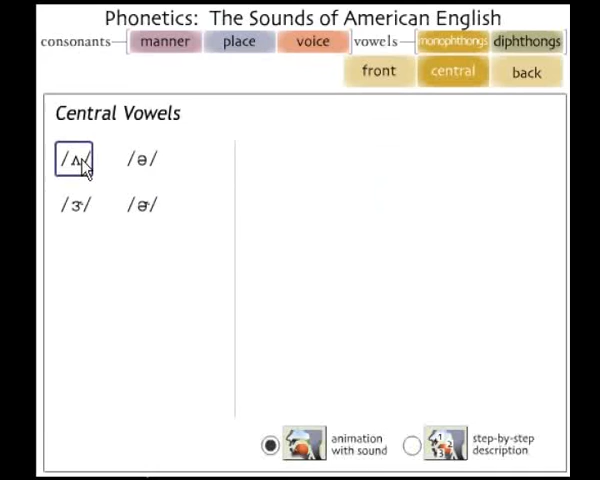 Phonetics: The Sounds of American English
consonants manner place voice vowels monophthongs diphthongs
front central back
Central Vowels
/ʌ/ /ə/
/ɝ/ /ɚ/
animation step-by-step
with sound description